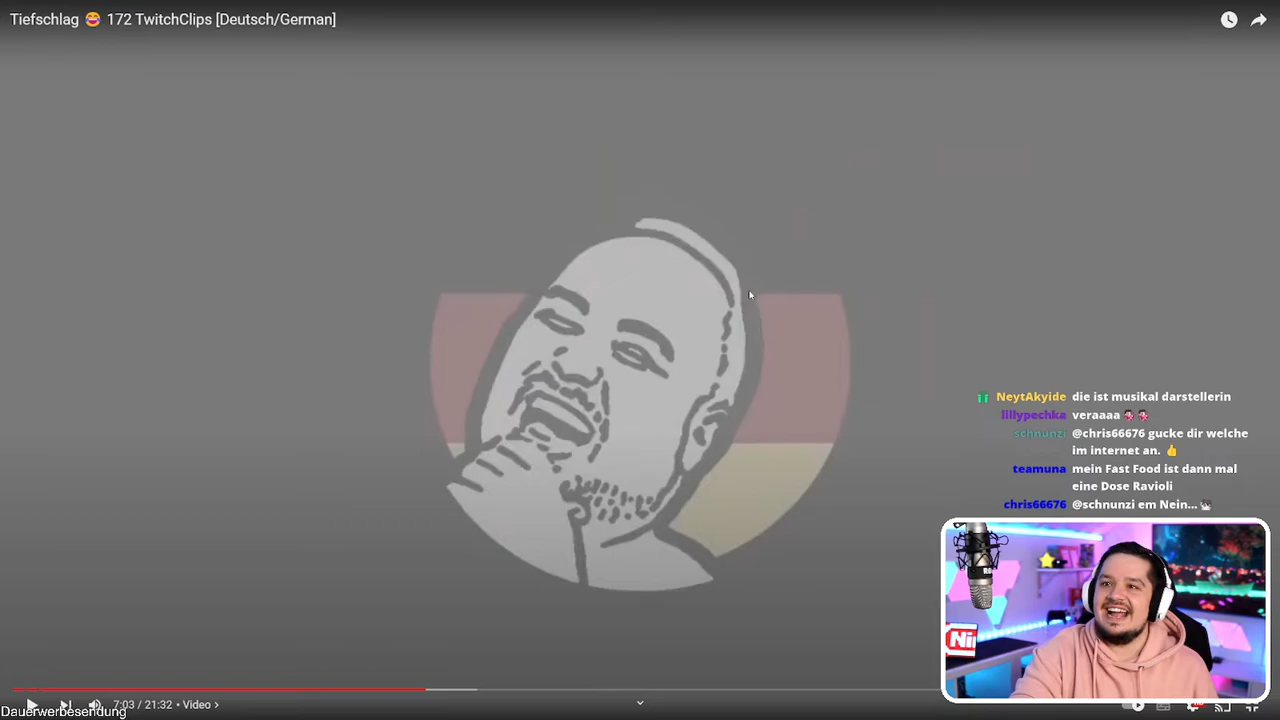 Tiefschlag 😂 172 TwitchClips [Deutsch/German]
NeytAkyide die ist musikal darstellerin
lillypechka veraaaa
schnunzi @chris66676 gucke dir welche
im internet an. 👍
teamuna mein Fast Food ist dann mal
eine Dose Ravioli
chris66676 @schnunzi em Nein...
Ni
7:03 / 21:32 • Video ›
Dauerwerbesendung